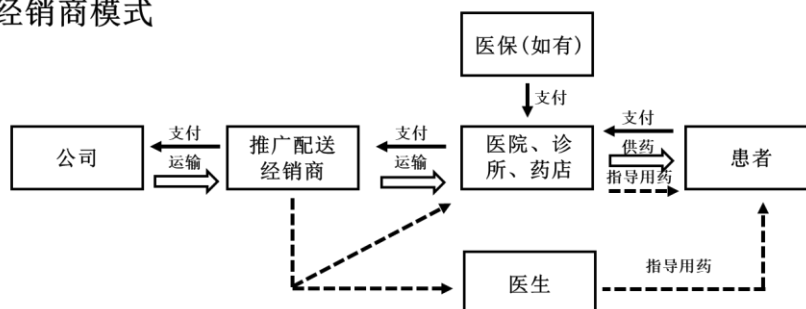 经销商模式
医保(如有)
支付
支付
支付
支付
公司
推广配送
经销商
医院、诊
所、药店
患者
运输
运输
供药
指导用药
医生
指导用药